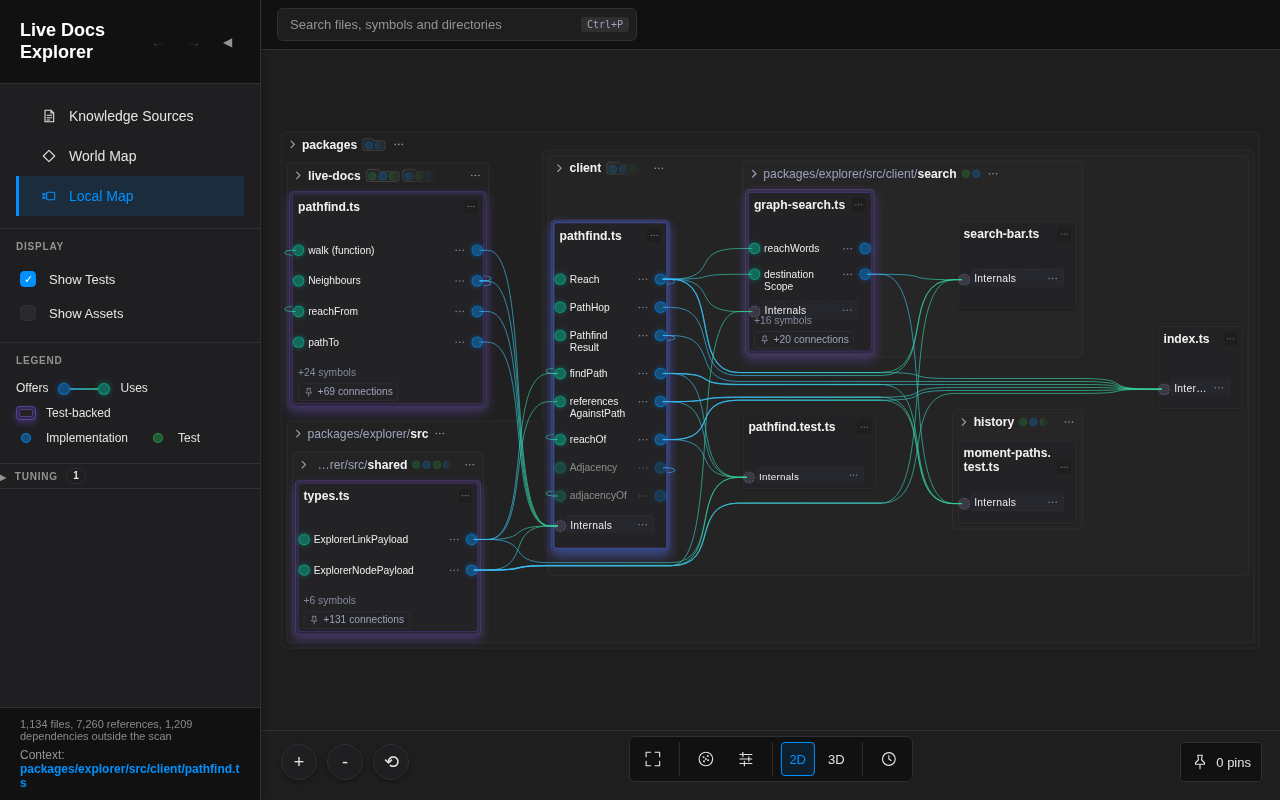 Live Docs
Explorer
← → ◀
Search files, symbols and directories
Ctrl+P
Knowledge Sources
World Map
Local Map
DISPLAY
Show Tests
Show Assets
LEGEND
Offers
Uses
Test-backed
Implementation
Test
TUNING
1
1,134 files, 7,260 references, 1,209
dependencies outside the scan
Context:
packages/explorer/src/client/pathfind.t
s
packages
live-docs
pathfind.ts
walk (function)
Neighbours
reachFrom
pathTo
+24 symbols
+69 connections
packages/explorer/src
…rer/src/shared
types.ts
ExplorerLinkPayload
ExplorerNodePayload
+6 symbols
+131 connections
client
pathfind.ts
Reach
PathHop
Pathfind
Result
findPath
references
AgainstPath
reachOf
Adjacency
adjacencyOf
Internals
packages/explorer/src/client/search
graph-search.ts
reachWords
destination
Scope
Internals
+16 symbols
+20 connections
search-bar.ts
Internals
pathfind.test.ts
Internals
history
moment-paths.
test.ts
Internals
index.ts
Inter…
+
-
⟲
2D
3D
0 pins